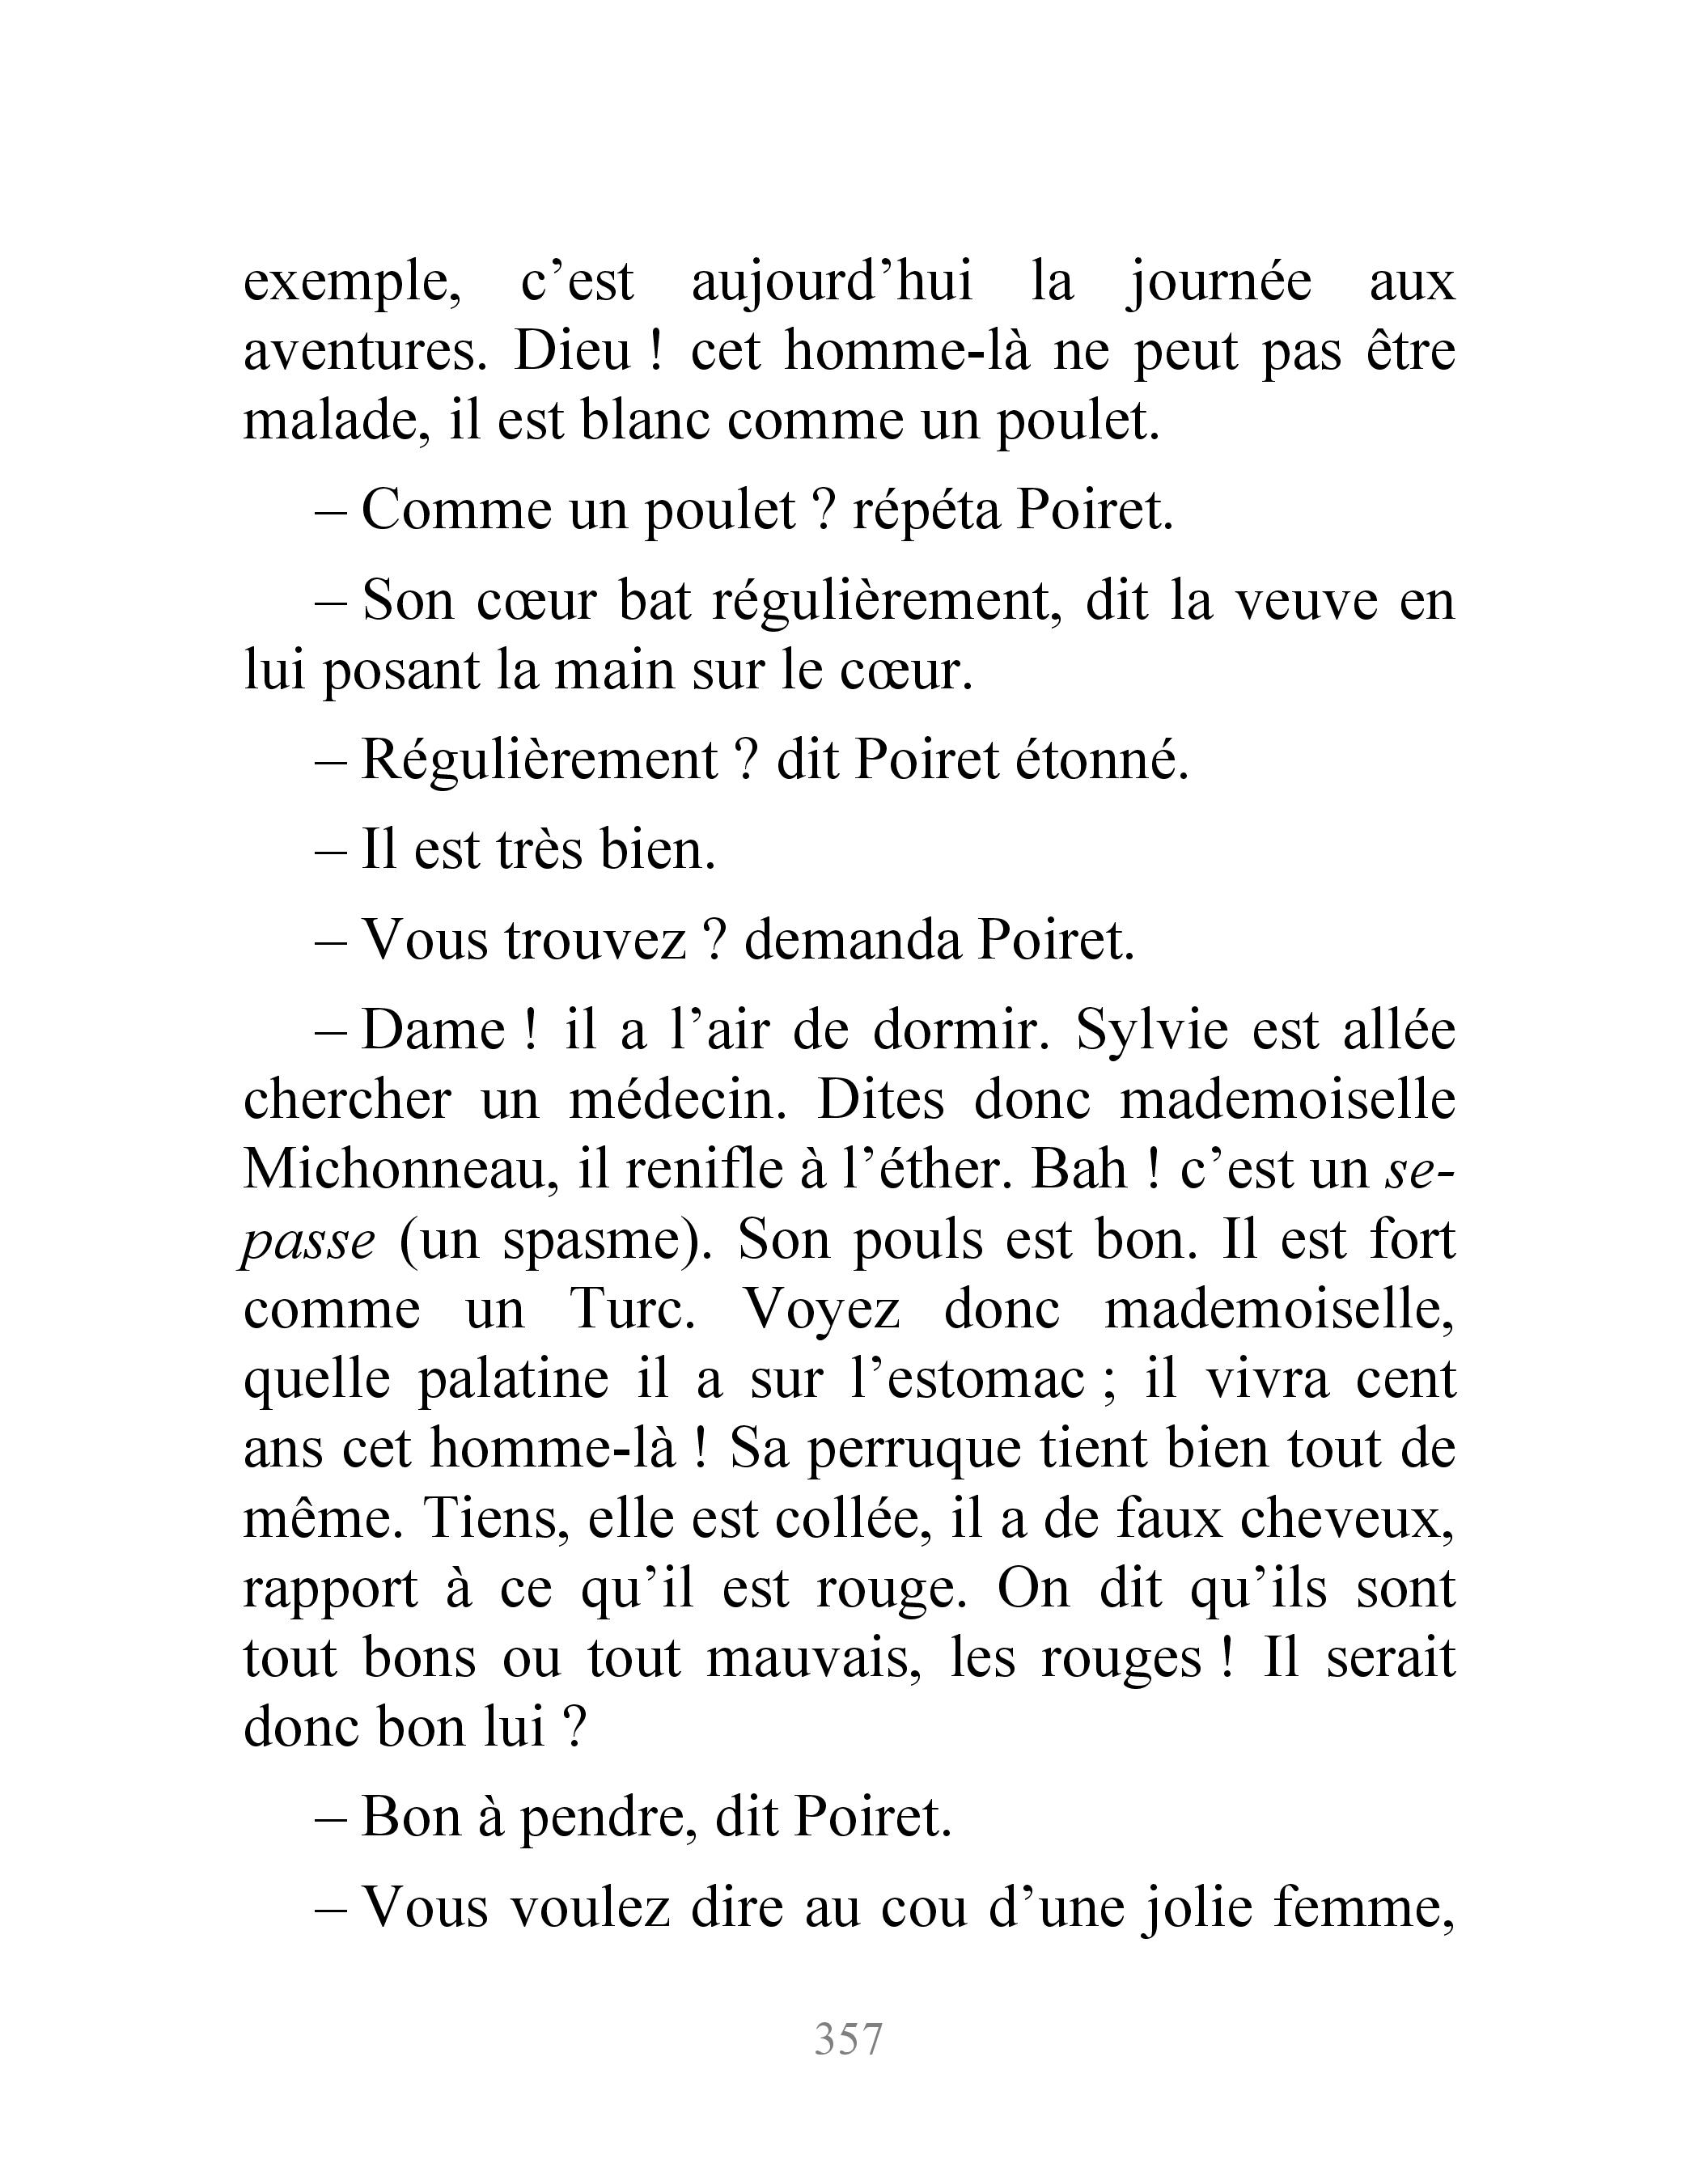 exemple, c’est aujourd’hui la journée aux
aventures. Dieu ! cet homme-là ne peut pas être
malade, il est blanc comme un poulet.
– Comme un poulet ? répéta Poiret.
– Son cœur bat régulièrement, dit la veuve en
lui posant la main sur le cœur.
– Régulièrement ? dit Poiret étonné.
– Il est très bien.
– Vous trouvez ? demanda Poiret.
– Dame ! il a l’air de dormir. Sylvie est allée
chercher un médecin. Dites donc mademoiselle
Michonneau, il renifle à l’éther. Bah ! c’est un se-
passe (un spasme). Son pouls est bon. Il est fort
comme un Turc. Voyez donc mademoiselle,
quelle palatine il a sur l’estomac ; il vivra cent
ans cet homme-là ! Sa perruque tient bien tout de
même. Tiens, elle est collée, il a de faux cheveux,
rapport à ce qu’il est rouge. On dit qu’ils sont
tout bons ou tout mauvais, les rouges ! Il serait
donc bon lui ?
– Bon à pendre, dit Poiret.
– Vous voulez dire au cou d’une jolie femme,
357